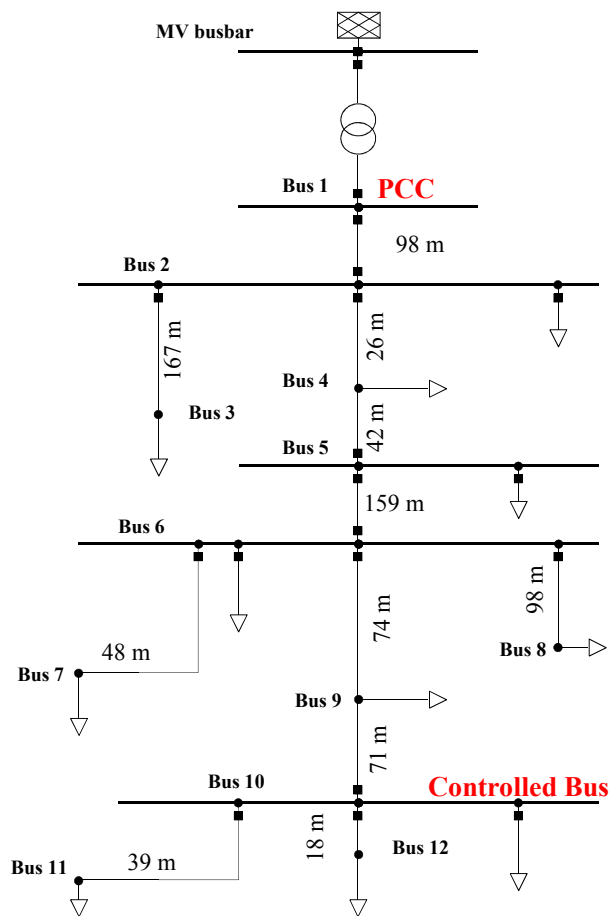 MV busbar
Bus 1
PCC
98 m
Bus 2
167 m
26 m
Bus 4
Bus 3
42 m
Bus 5
159 m
Bus 6
98 m
74 m
48 m
Bus 8
Bus 7
Bus 9
71 m
Bus 10
Controlled Bus
18 m
Bus 12
39 m
Bus 11